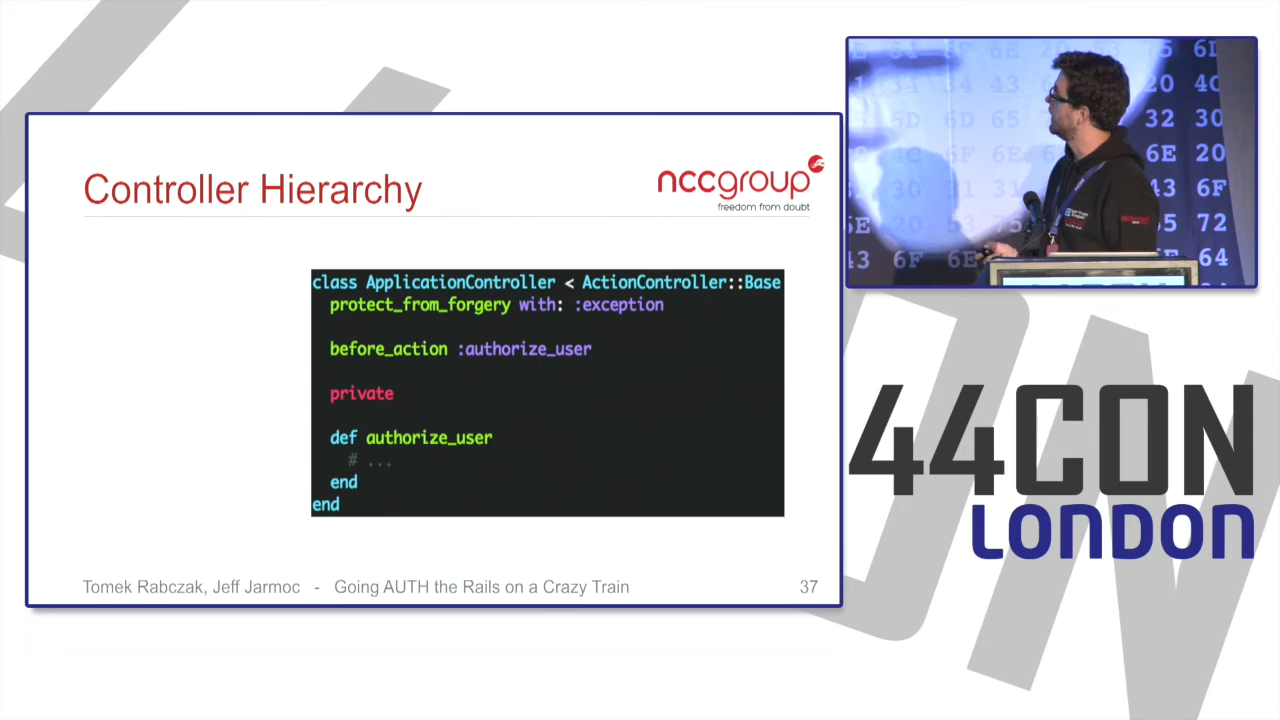 Controller Hierarchy
nccgroup
freedom from doubt
class ApplicationController < ActionController::Base
  protect_from_forgery with: :exception
  before_action :authorize_user
  private
  def authorize_user
    # ...
  end
end
Tomek Rabczak, Jeff Jarmoc - Going AUTH the Rails on a Crazy Train 37
44CON
LONDON